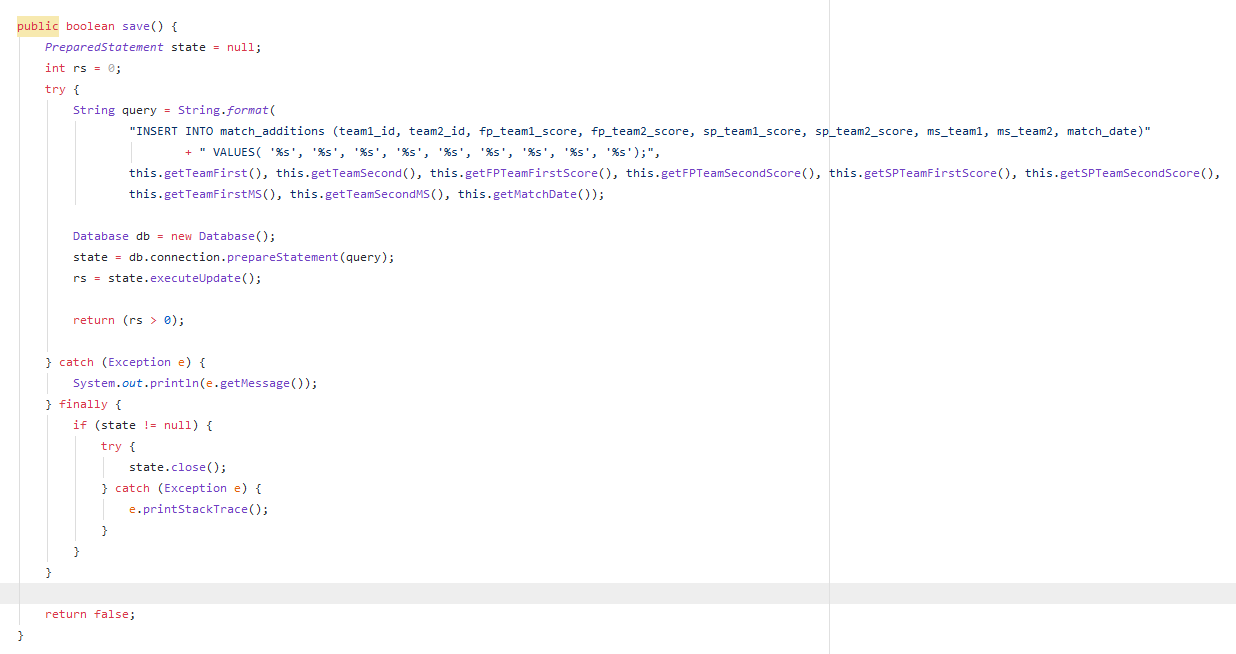 public boolean save() {
PreparedStatement state = null;
int rs = 0;
try {
String query = String.format(
"INSERT INTO match_additions (team1_id, team2_id, fp_team1_score, fp_team2_score, sp_team1_score, sp_team2_score, ms_team1, ms_team2, match_date)"
+ " VALUES( '%s', '%s', '%s', '%s', '%s', '%s', '%s', '%s', '%s');",
this.getTeamFirst(), this.getTeamSecond(), this.getFPTeamFirstScore(), this.getFPTeamSecondScore(), this.getSPTeamFirstScore(), this.getSPTeamSecondScore(),
this.getTeamFirstMS(), this.getTeamSecondMS(), this.getMatchDate());
Database db = new Database();
state = db.connection.prepareStatement(query);
rs = state.executeUpdate();
return (rs > 0);
} catch (Exception e) {
System.out.println(e.getMessage());
} finally {
if (state != null) {
try {
state.close();
} catch (Exception e) {
e.printStackTrace();
}
}
}
return false;
}